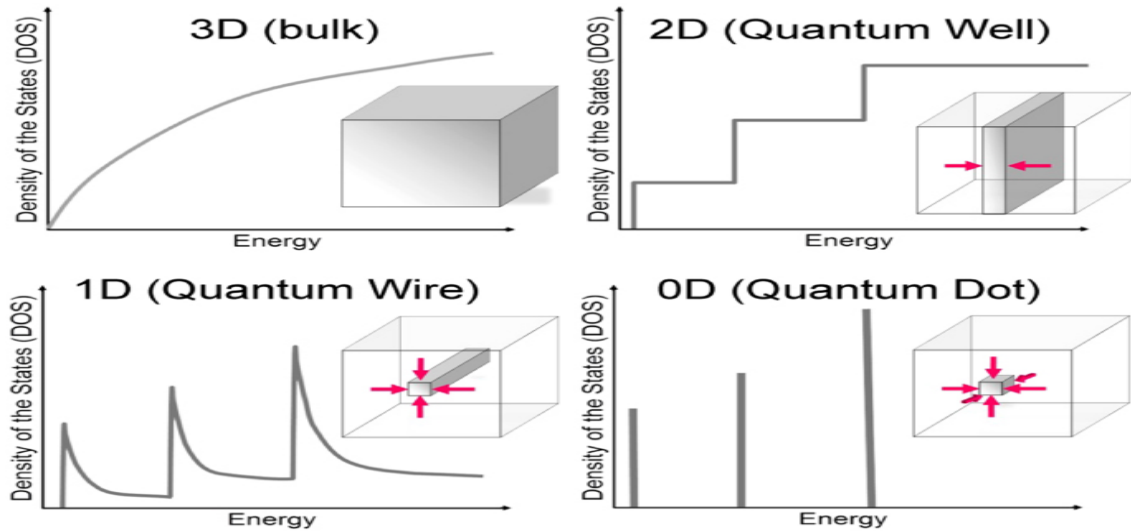 3D (bulk)
Density of the States (DOS)
Energy
2D (Quantum Well)
Density of the States (DOS)
Energy
1D (Quantum Wire)
Density of the States (DOS)
Energy
0D (Quantum Dot)
Density of the States (DOS)
Energy